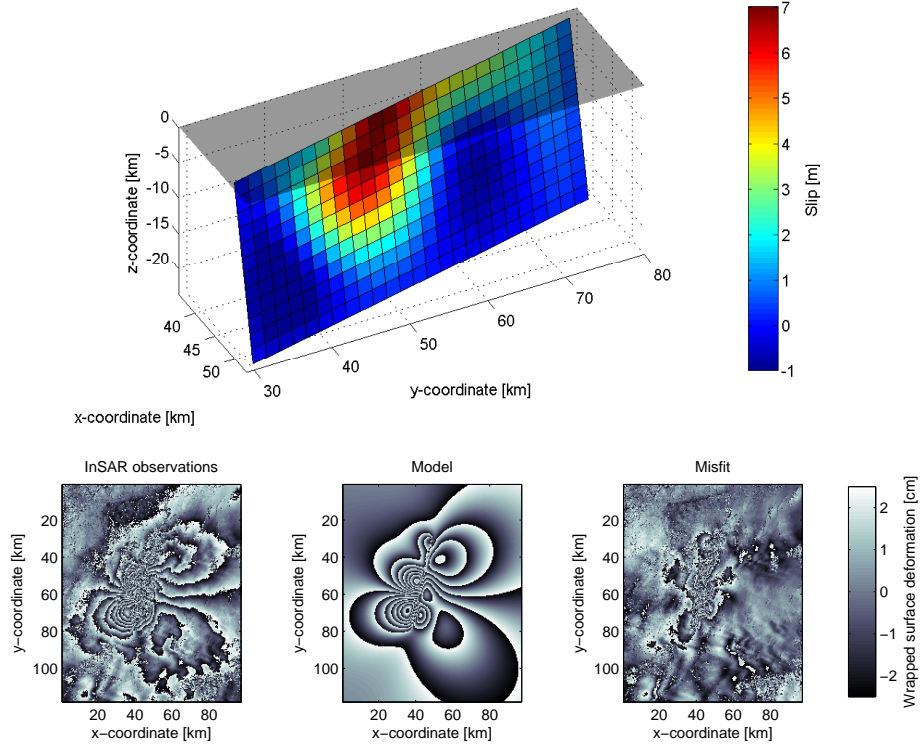 0
-5
-10
-15
-20
z-coordinate [km]
40
45
50
x-coordinate [km]
30
40
50
60
70
80
y-coordinate [km]
7
6
5
4
3
2
1
0
-1
Slip [m]
InSAR observations
20
40
60
80
100
y−coordinate [km]
20 40 60 80
x−coordinate [km]
Model
20
40
60
80
100
y−coordinate [km]
20 40 60 80
x−coordinate [km]
Misfit
20
40
60
80
100
y−coordinate [km]
20 40 60 80
x−coordinate [km]
2
1
0
−1
−2
Wrapped surface deformation [cm]